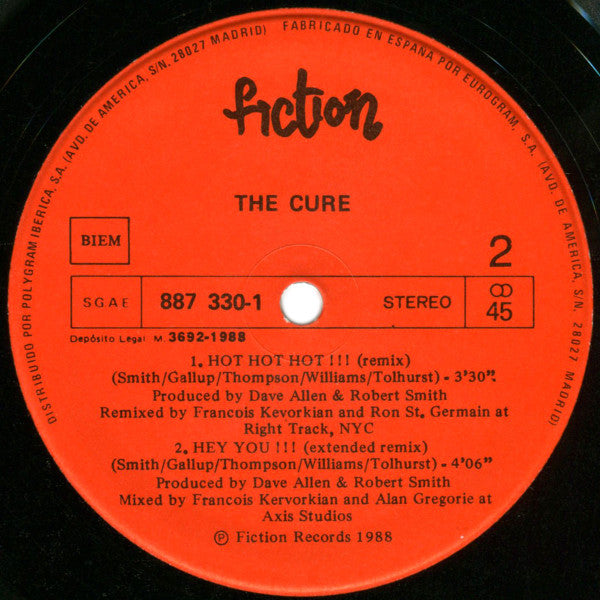 DISTRIBUIDO POR POLYGRAM IBERICA, S.A. (AVD. DE AMERICA, S/N. 28027 MADRID) FABRICADO EN ESPAÑA POR EUROGRAM, S.A. (AVD. DE AMERICA, S/N. 28027 MADRID)
fiction
THE CURE
BIEM
2
SGAE 887 330-1 STEREO 45
Depósito Legal M. 3692-1988
1. HOT HOT HOT ! ! ! (remix)
(Smith/Gallup/Thompson/Williams/Tolhurst) - 3'30".
Produced by Dave Allen & Robert Smith
Remixed by Francois Kevorkian and Ron St. Germain at
Right Track, NYC
2. HEY YOU ! ! ! (extended remix)
(Smith/Gallup/Thompson/Williams/Tolhurst) - 4'06"
Produced by Dave Allen & Robert Smith
Mixed by Francois Kervorkian and Alan Gregorie at
Axis Studios
Ⓟ Fiction Records 1988